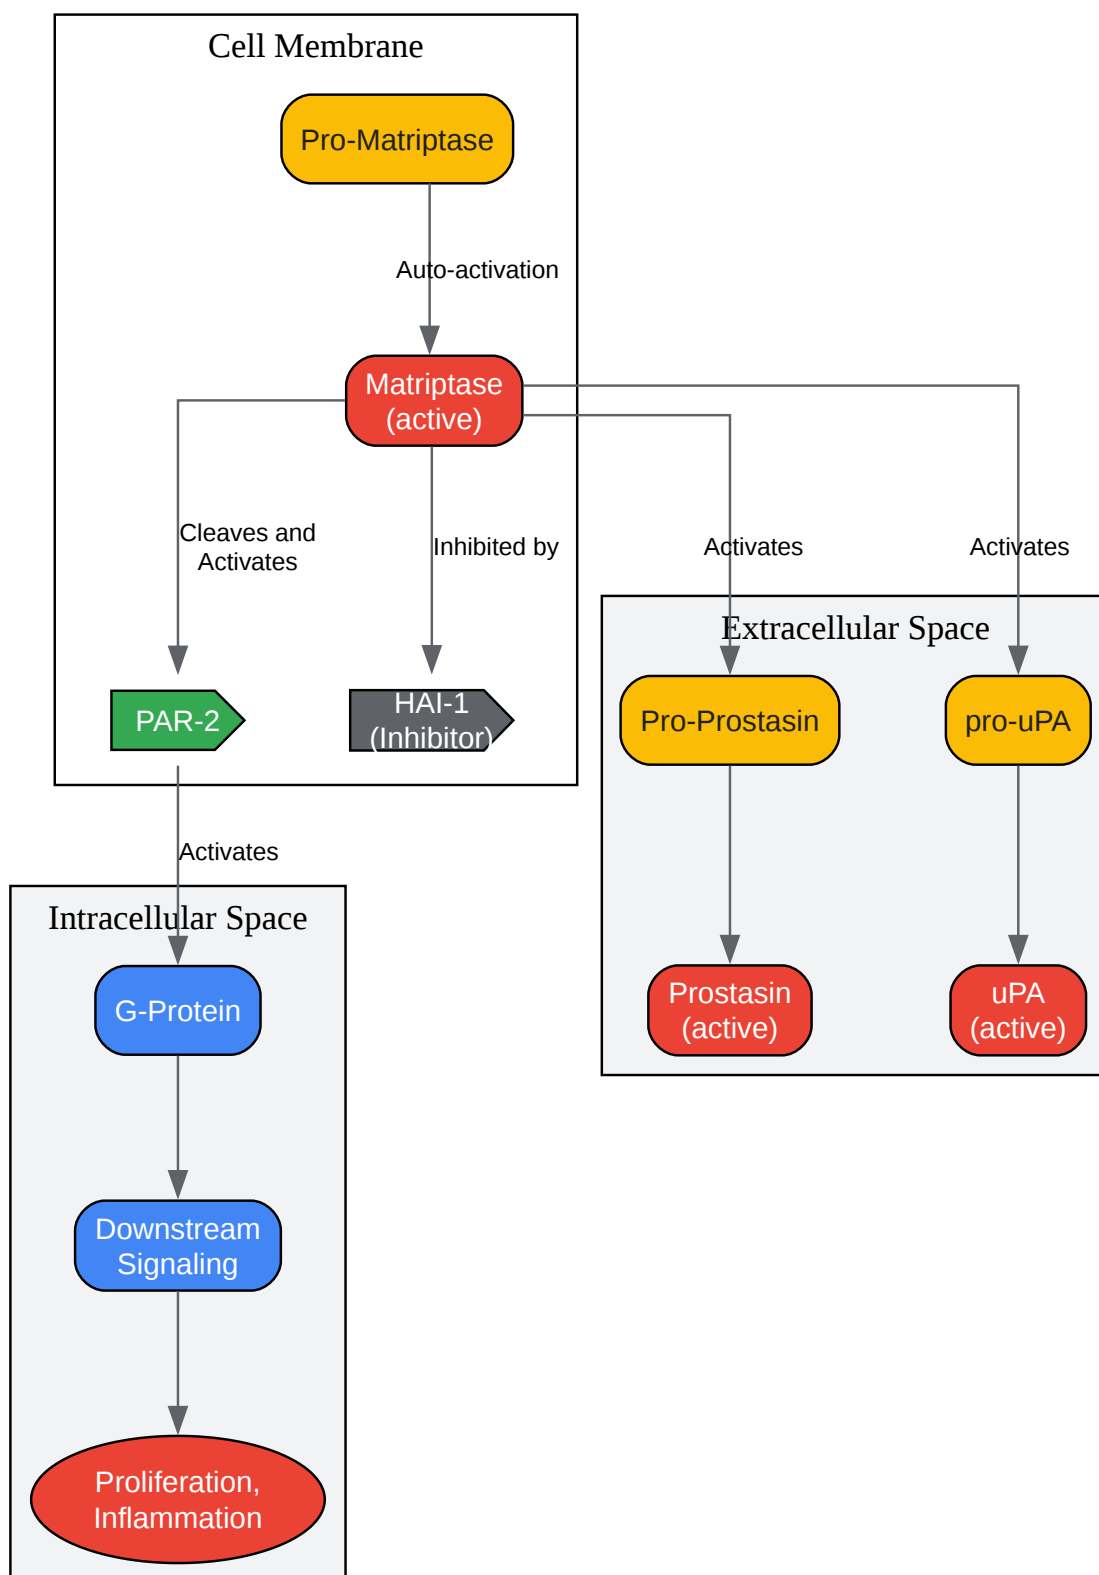 Cell Membrane
Pro-Matriptase
Auto-activation
Matriptase
(active)
Cleaves and
Activates
Inhibited by
Activates
Activates
Extracellular Space
PAR-2
HAI-1
(Inhibitor)
Pro-Prostasin
pro-uPA
Activates
Intracellular Space
G-Protein
Prostasin
(active)
uPA
(active)
Downstream
Signaling
Proliferation,
Inflammation